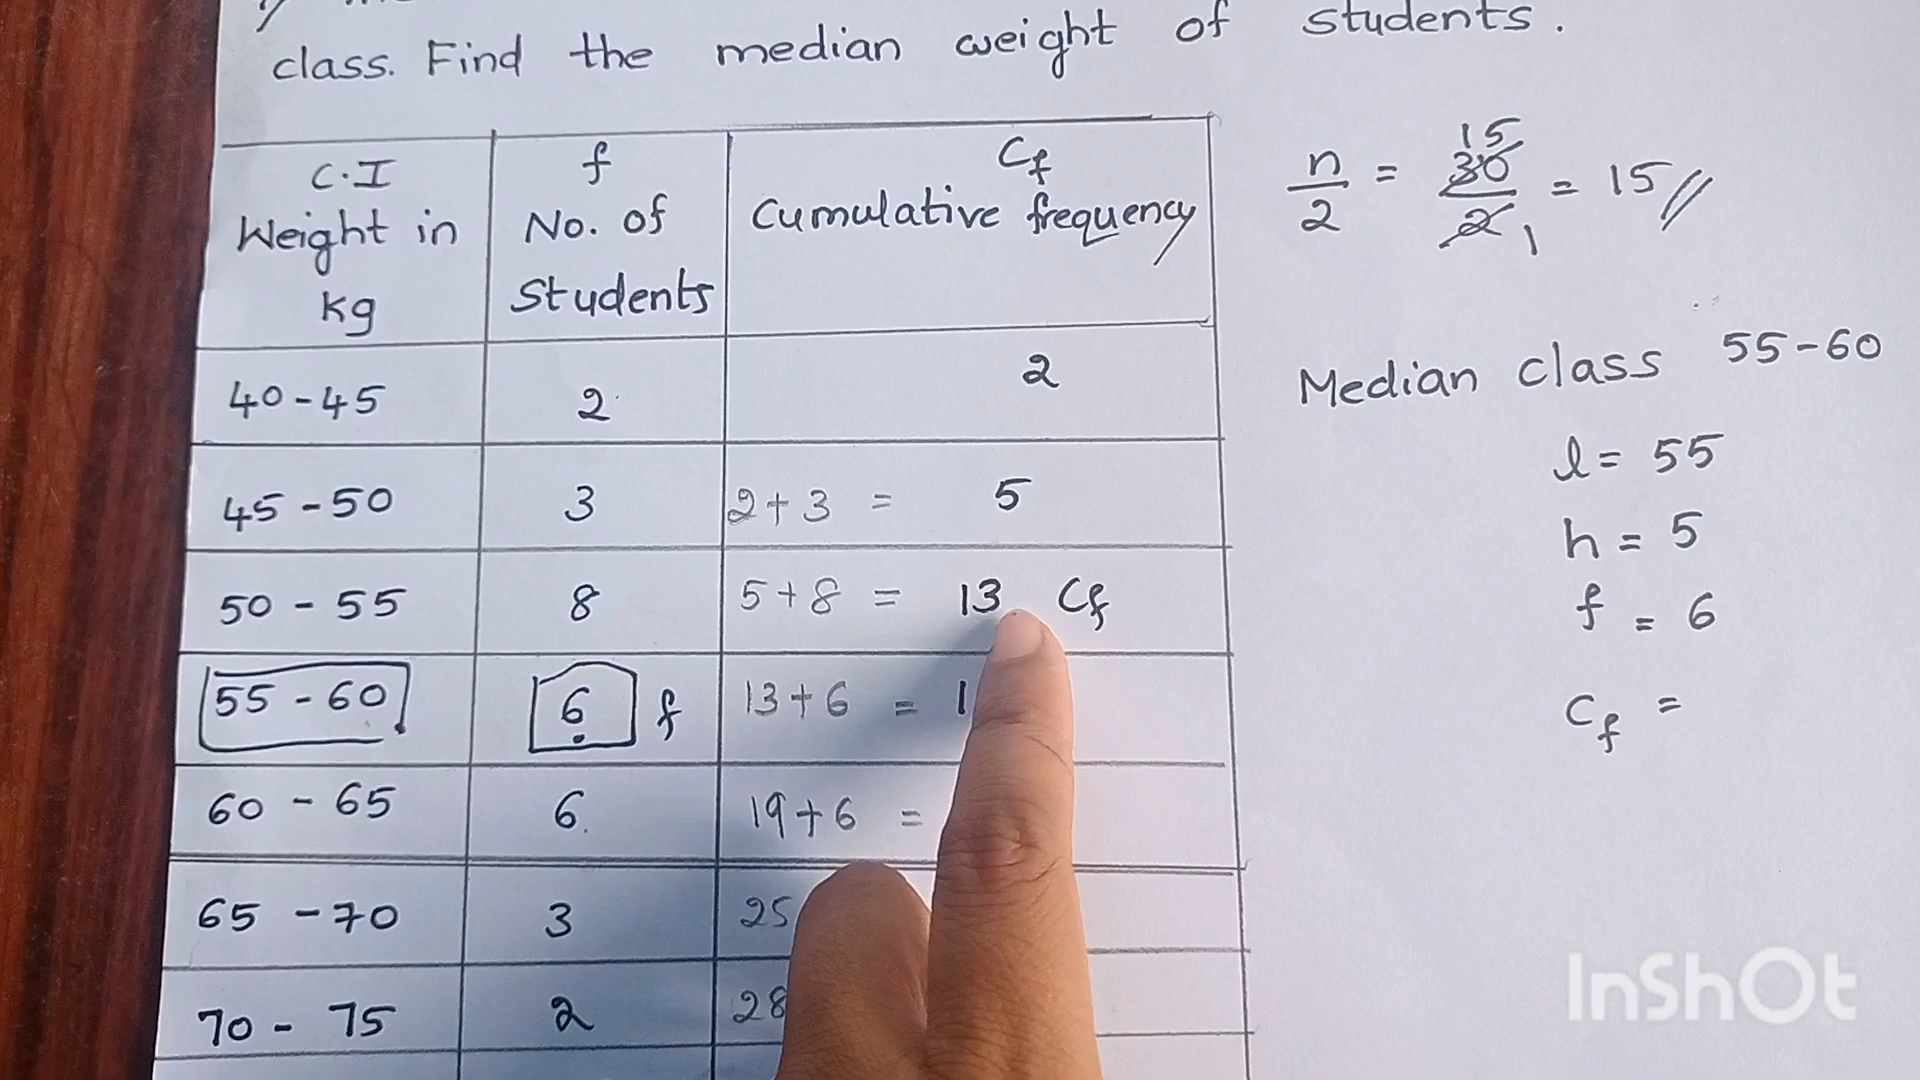 class. Find the median weight of students.
C.I f Cf
Weight in No. of Cumulative frequency
kg Students
40-45 2 2
45-50 3 2+3 = 5
50-55 8 5+8 = 13 Cf
55-60 6 f 13+6 = 1
60-65 6 19+6 =
65-70 3 25
70-75 2 28
n/2 = 30/2 = 15//
15
1
Median class 55-60
l= 55
h = 5
f = 6
Cf =
InShOt